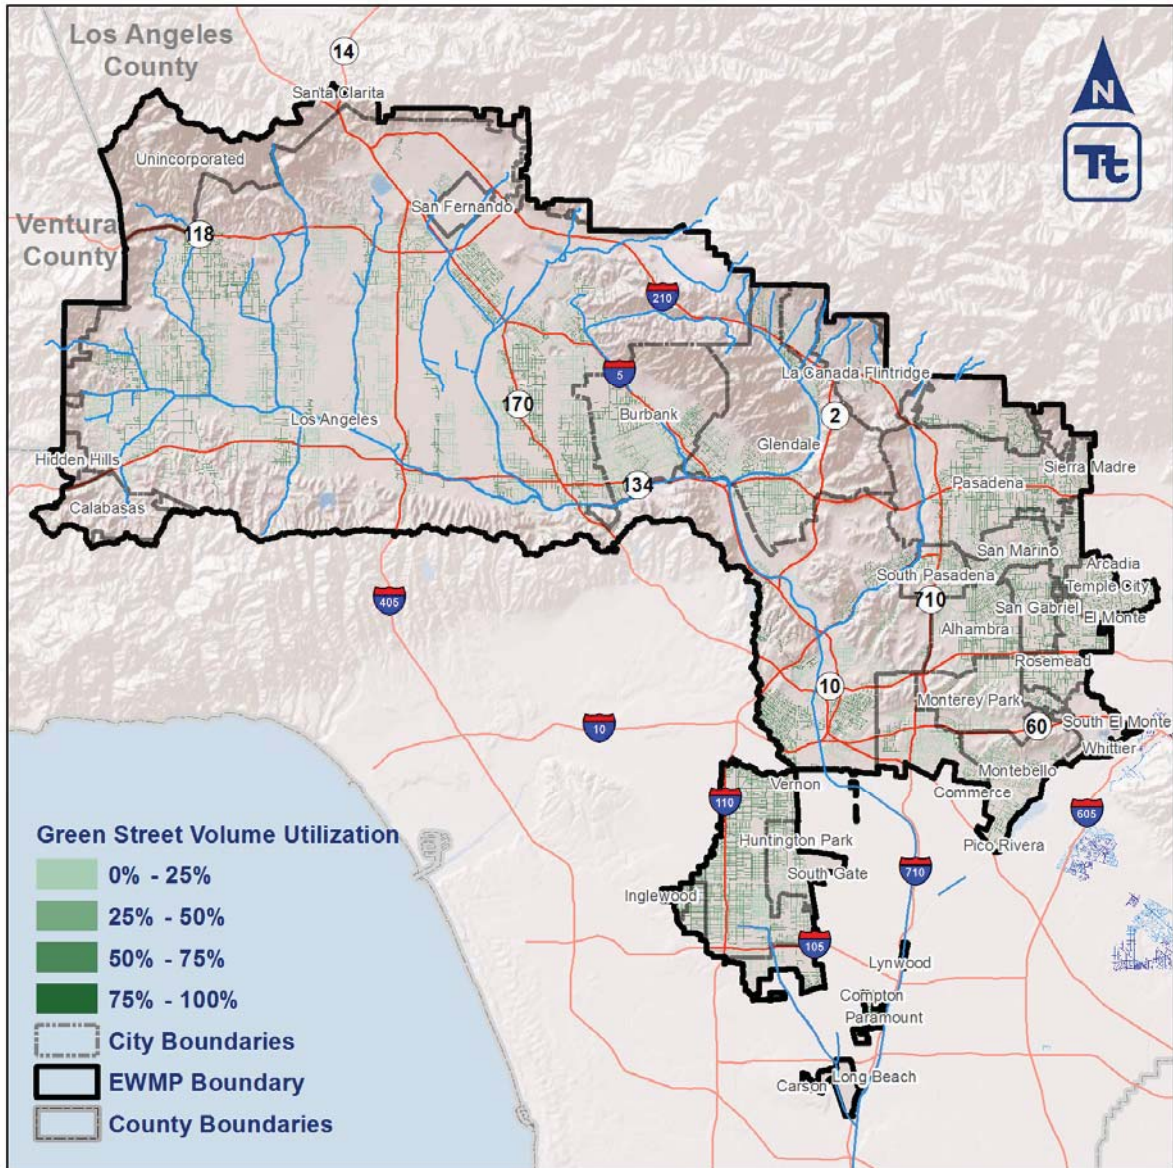 Los Angeles
County
14
Santa Clarita
N
Tt
Unincorporated
San Fernando
Ventura
County
118
210
5
La Canada Flintridge
170
Burbank
2
Los Angeles
Glendale
Hidden Hills
Sierra Madre
134
Pasadena
Calabasas
San Marino
Arcadia
South Pasadena
Temple City
405
710
San Gabriel
El Monte
Alhambra
Rosemead
10
Monterey Park
10
60
South El Monte
Whittier
Montebello
Vernon
Commerce
110
605
Green Street Volume Utilization
Huntington Park
Pico Rivera
0% - 25%
South Gate
710
Inglewood
25% - 50%
50% - 75%
105
Lynwood
75% - 100%
Compton
Paramount
City Boundaries
EWMP Boundary
Long Beach
Carson
County Boundaries